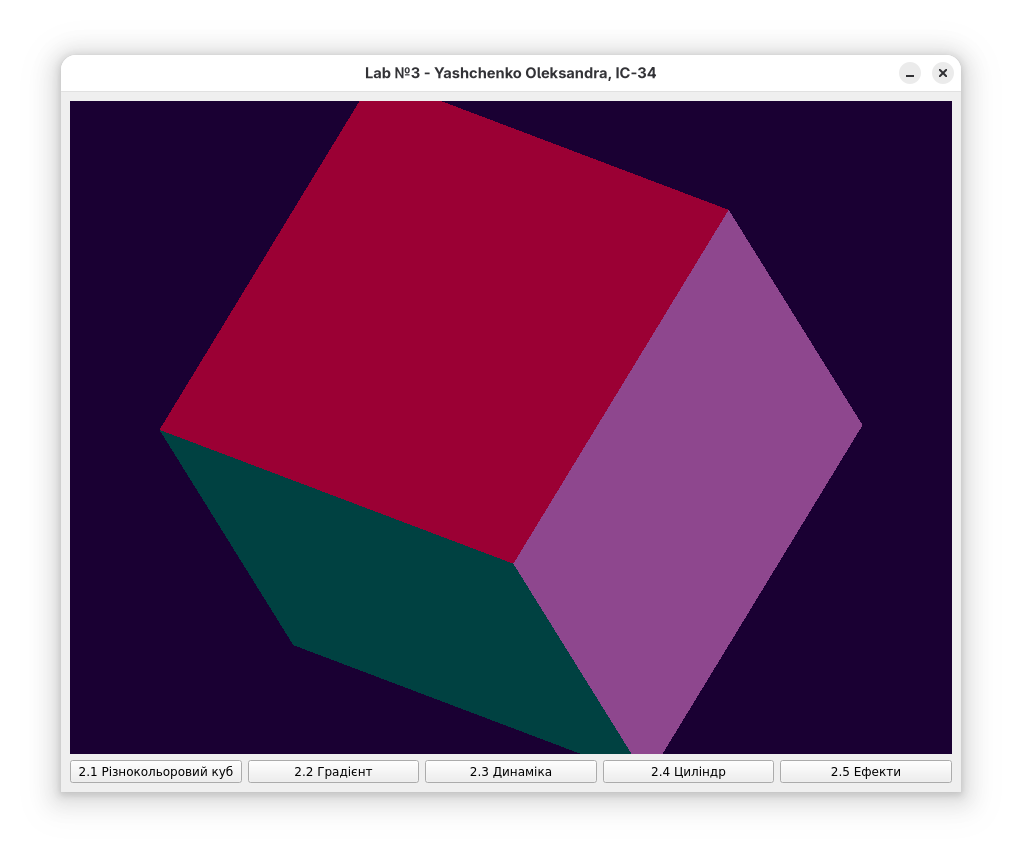 Lab №3 - Yashchenko Oleksandra, IC-34
2.1 Різнокольоровий куб
2.2 Градієнт
2.3 Динаміка
2.4 Циліндр
2.5 Ефекти